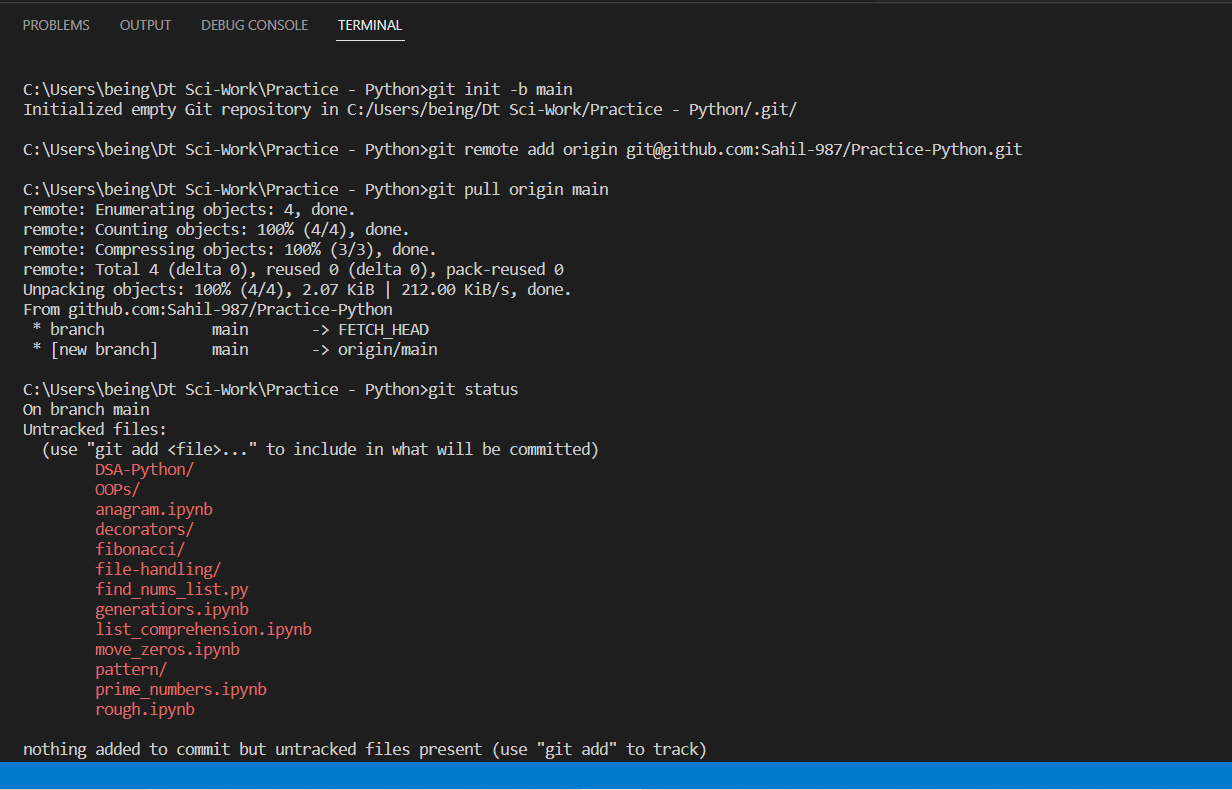 PROBLEMS OUTPUT DEBUG CONSOLE TERMINAL
C:\Users\being\Dt Sci-Work\Practice - Python>git init -b main
Initialized empty Git repository in C:/Users/being/Dt Sci-Work/Practice - Python/.git/
C:\Users\being\Dt Sci-Work\Practice - Python>git remote add origin git@github.com:Sahil-987/Practice-Python.git
C:\Users\being\Dt Sci-Work\Practice - Python>git pull origin main
remote: Enumerating objects: 4, done.
remote: Counting objects: 100% (4/4), done.
remote: Compressing objects: 100% (3/3), done.
remote: Total 4 (delta 0), reused 0 (delta 0), pack-reused 0
Unpacking objects: 100% (4/4), 2.07 KiB | 212.00 KiB/s, done.
From github.com:Sahil-987/Practice-Python
 * branch            main       -> FETCH_HEAD
 * [new branch]      main       -> origin/main
C:\Users\being\Dt Sci-Work\Practice - Python>git status
On branch main
Untracked files:
  (use "git add <file>..." to include in what will be committed)
        DSA-Python/
        OOPs/
        anagram.ipynb
        decorators/
        fibonacci/
        file-handling/
        find_nums_list.py
        generatiors.ipynb
        list_comprehension.ipynb
        move_zeros.ipynb
        pattern/
        prime_numbers.ipynb
        rough.ipynb
nothing added to commit but untracked files present (use "git add" to track)